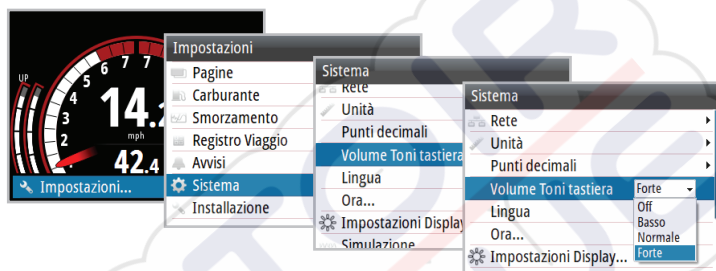 UP
5
6
7
7
4
3
2
14.2
mph
42.4
Impostazioni...
Impostazioni
Pagine
Carburante
Smorzamento
Registro Viaggio
Avvisi
Sistema
Installazione
Sistema
Rete
Unità
Punti decimali
Volume Toni tastiera
Lingua
Ora...
Impostazioni Display
Simulazione
Sistema
Rete
Unità
Punti decimali
Volume Toni tastiera Forte
Off
Basso
Normale
Forte
Lingua
Ora...
Impostazioni Display...